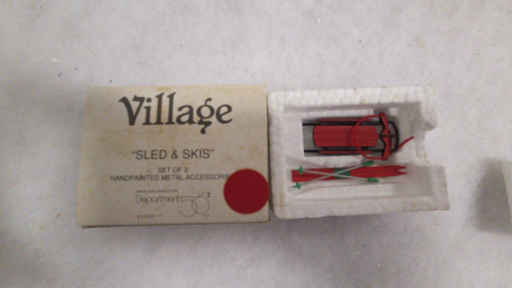 Village
"SLED & SKIS"
SET OF 2
HANDPAINTED METAL ACCESSORIES
Department 56